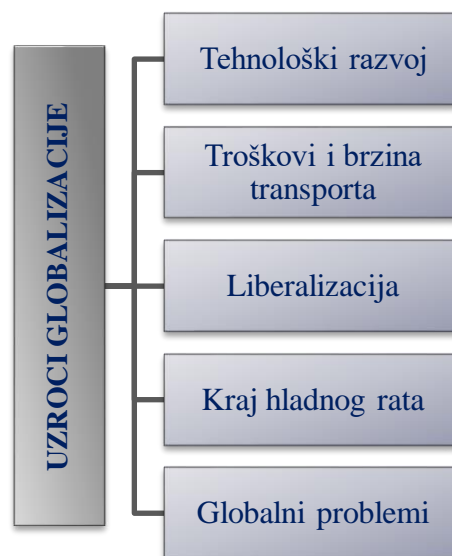 UZROCI GLOBALIZACIJE
Tehnološki razvoj
Troškovi i brzina
transporta
Liberalizacija
Kraj hladnog rata
Globalni problemi